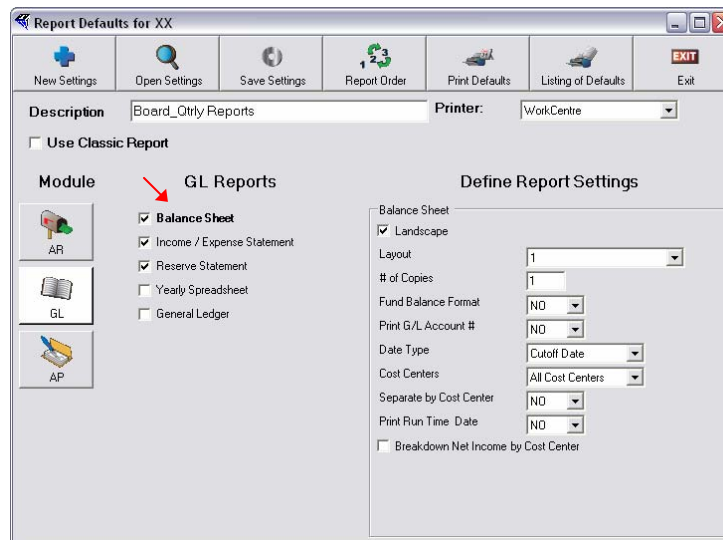 Report Defaults for XX
New Settings
Open Settings
Save Settings
Report Order
Print Defaults
Listing of Defaults
EXIT
Exit
Description
Board_Qtrly Reports
Printer:
WorkCentre
Use Classic Report
Module
GL Reports
Define Report Settings
AR
GL
AP
Balance Sheet
Income / Expense Statement
Reserve Statement
Yearly Spreadsheet
General Ledger
Balance Sheet
Landscape
Layout 1
# of Copies 1
Fund Balance Format NO
Print G/L Account # NO
Date Type Cutoff Date
Cost Centers All Cost Centers
Separate by Cost Center NO
Print Run Time Date NO
Breakdown Net Income by Cost Center